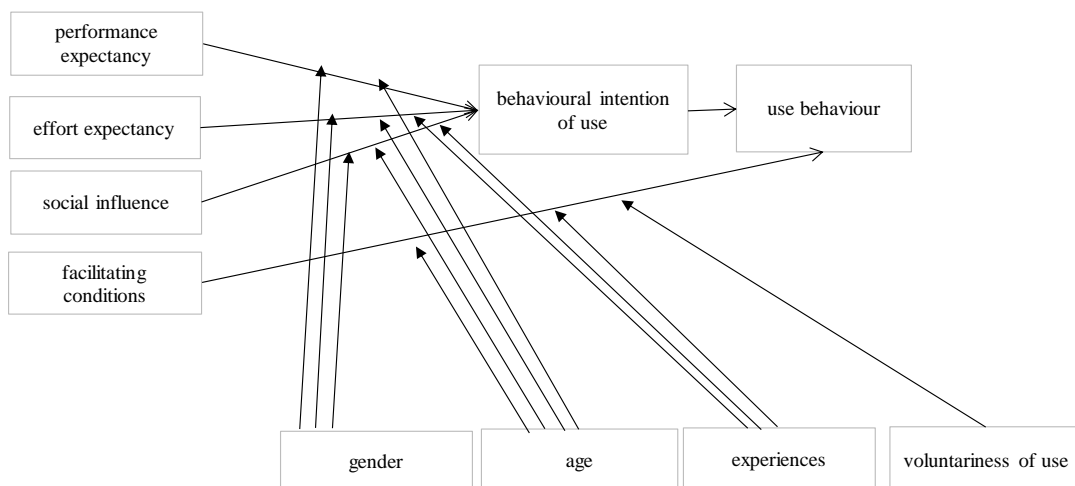 performance
expectancy
effort expectancy
social influence
facilitating
conditions
behavioural intention
of use
use behaviour
gender
age
experiences
voluntariness of use